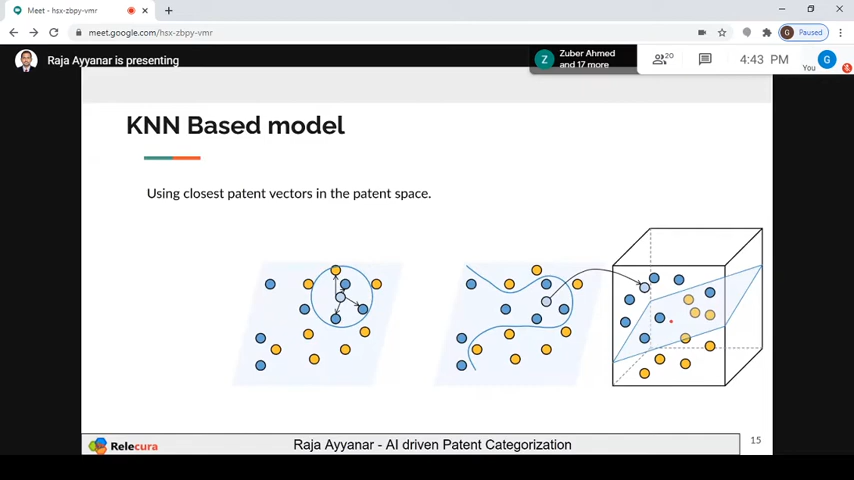 Meet - hsx-zbpy-vmr
meet.google.com/hsx-zbpy-vmr
G Paused
Raja Ayyanar is presenting
Z Zuber Ahmed
and 17 more
20
4:43 PM
You G
KNN Based model
Using closest patent vectors in the patent space.
Relecura
Raja Ayyanar - AI driven Patent Categorization
15